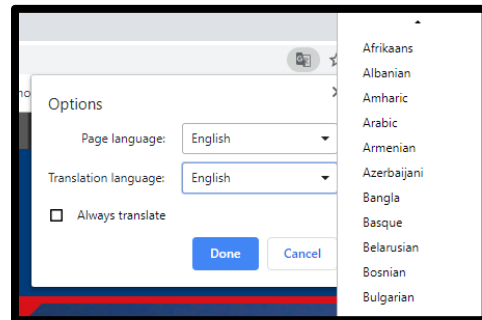 Options
Page language: English
Translation language: English
Always translate
Done Cancel
Afrikaans
Albanian
Amharic
Arabic
Armenian
Azerbaijani
Bangla
Basque
Belarusian
Bosnian
Bulgarian